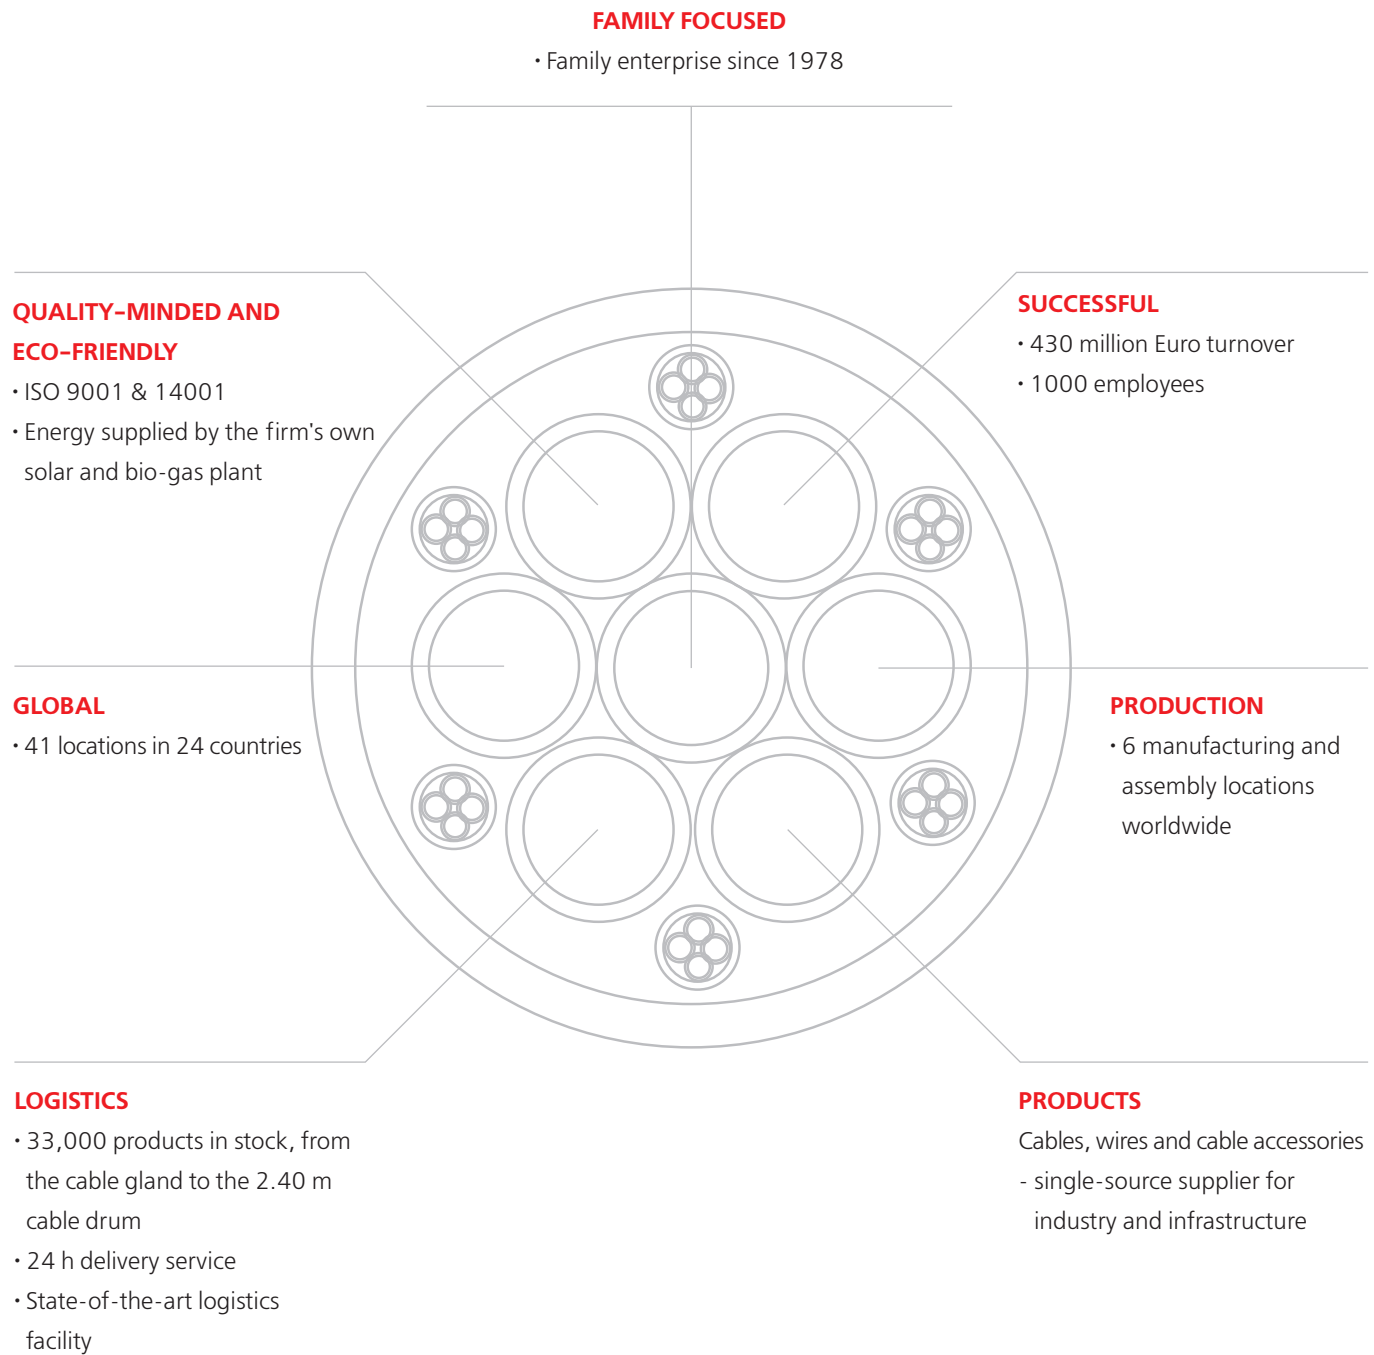 FAMILY FOCUSED
• Family enterprise since 1978
QUALITY–MINDED AND
ECO–FRIENDLY
• ISO 9001 & 14001
• Energy supplied by the firm's own
solar and bio-gas plant
SUCCESSFUL
• 430 million Euro turnover
• 1000 employees
GLOBAL
• 41 locations in 24 countries
PRODUCTION
• 6 manufacturing and
assembly locations
worldwide
LOGISTICS
• 33,000 products in stock, from
the cable gland to the 2.40 m
cable drum
• 24 h delivery service
• State-of-the-art logistics
facility
PRODUCTS
Cables, wires and cable accessories
- single-source supplier for
industry and infrastructure